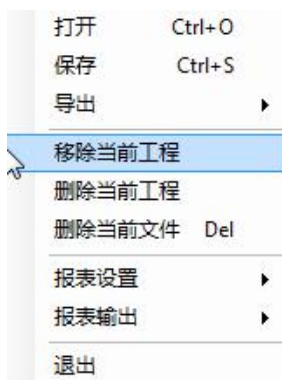 打开 Ctrl+O
保存 Ctrl+S
导出
移除当前工程
删除当前工程
删除当前文件 Del
报表设置
报表输出
退出